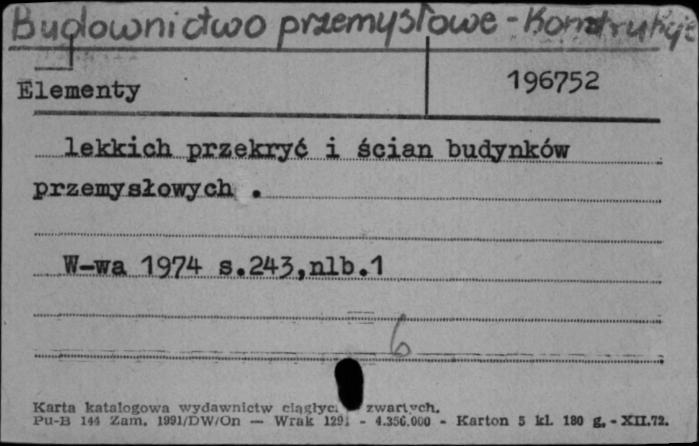 Budownictwo przemysłowe - Konstrukcje
Elementy
196752
lekkich przekryć i ścian budynków
przemysłowych .
W-wa 1974 s.243,nlb.1
6
Karta katalogowa wydawnictw ciągłyc. zwartych.
Pu-B 144 Zam. 1991/DW/On — Wrak 1291 - 4.356.000 - Karton 5 kl. 180 g. - XII.72.